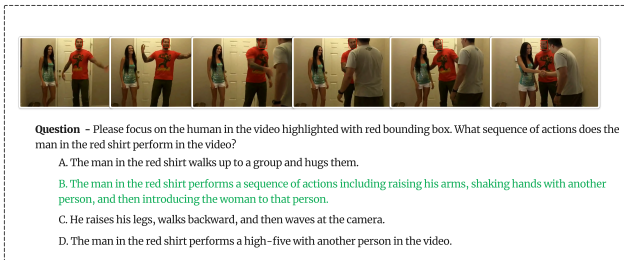 Question - Please focus on the human in the video highlighted with red bounding box. What sequence of actions does the
man in the red shirt perform in the video?
A. The man in the red shirt walks up to a group and hugs them.
B. The man in the red shirt performs a sequence of actions including raising his arms, shaking hands with another
person, and then introducing the woman to that person.
C. He raises his legs, walks backward, and then waves at the camera.
D. The man in the red shirt performs a high-five with another person in the video.